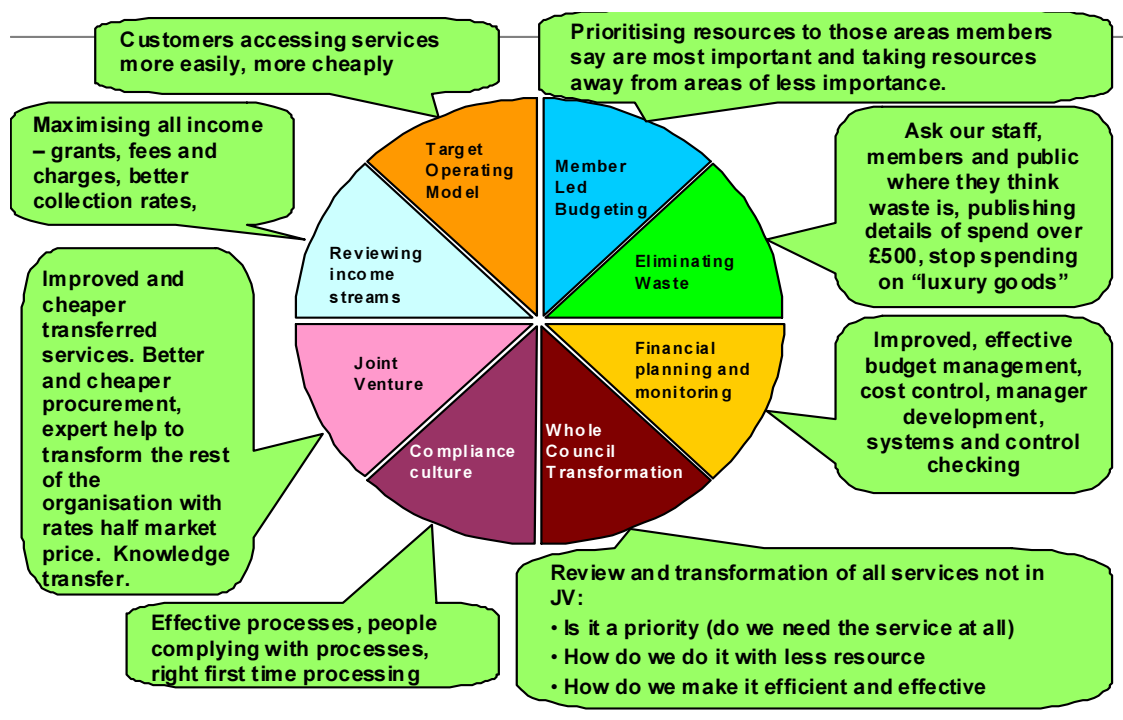 Customers accessing services
more easily, more cheaply
Prioritising resources to those areas members
say are most important and taking resources
away from areas of less importance.
Maximising all income
– grants, fees and
charges, better
collection rates,
Target
Operating
Model
Member
Led
Budgeting
Ask our staff,
members and public
where they think
waste is, publishing
details of spend over
£500, stop spending
on “luxury goods”
Reviewing
income
streams
Eliminating
Waste
Improved and
cheaper
transferred
services. Better
and cheaper
procurement,
expert help to
transform the rest
of the
organisation with
rates half market
price. Knowledge
transfer.
Joint
Venture
Financial
planning and
monitoring
Improved, effective
budget management,
cost control, manager
development,
systems and control
checking
Compliance
culture
Whole
Council
Transformation
Effective processes, people
complying with processes,
right first time processing
Review and transformation of all services not in
JV:
• Is it a priority (do we need the service at all)
• How do we do it with less resource
• How do we make it efficient and effective